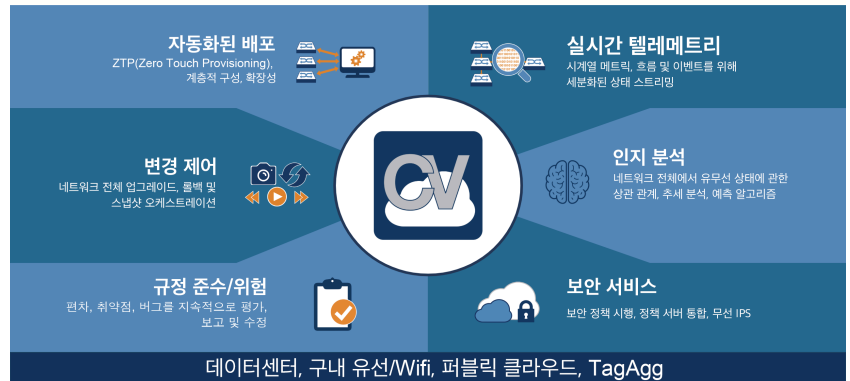 자동화된 배포
ZTP(Zero Touch Provisioning),
계층적 구성, 확장성
실시간 텔레메트리
시계열 메트릭, 흐름 및 이벤트를 위해
세분화된 상태 스트리밍
변경 제어
네트워크 전체 업그레이드, 롤백 및
스냅샷 오케스트레이션
CV
인지 분석
네트워크 전체에서 유무선 상태에 관한
상관 관계, 추세 분석, 예측 알고리즘
규정 준수/위험
편차, 취약점, 버그를 지속적으로 평가,
보고 및 수정
보안 서비스
보안 정책 시행, 정책 서버 통합, 무선 IPS
데이터센터, 구내 유선/Wifi, 퍼블릭 클라우드, TagAgg